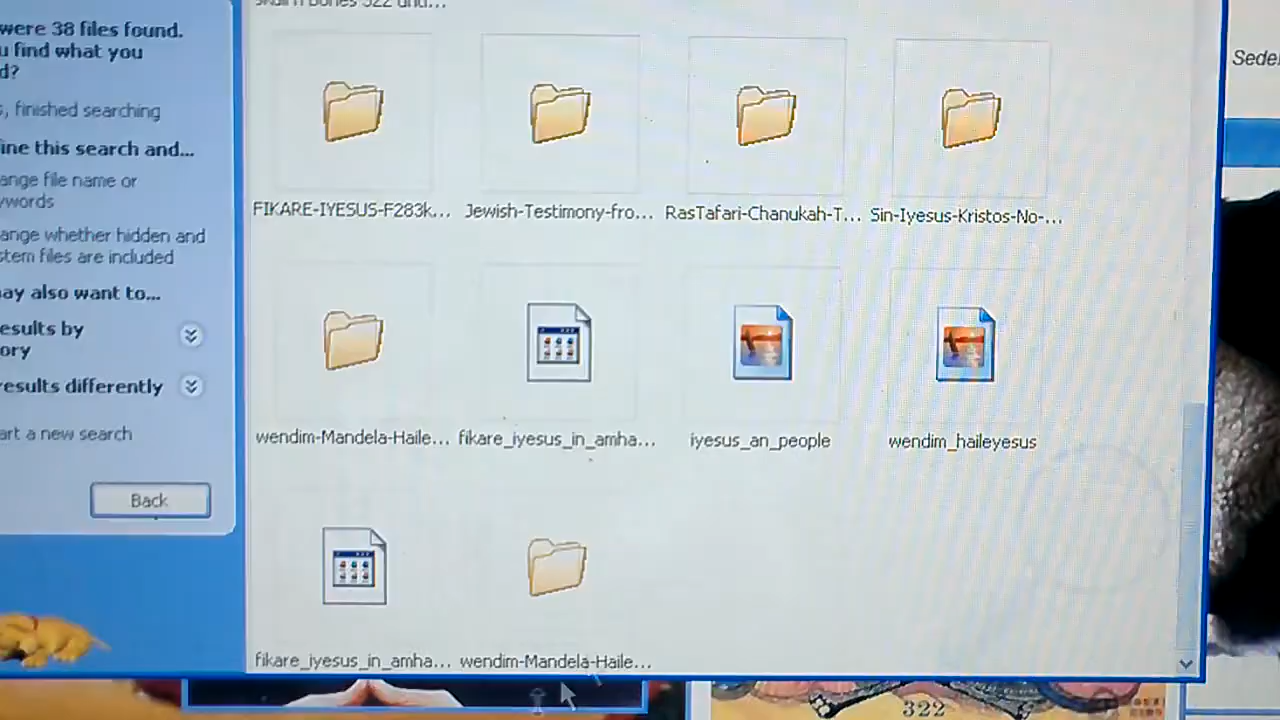 were 38 files found.
u find what you
d?
s, finished searching
ine this search and...
ange file name or
ywords
ange whether hidden and
stem files are included
ay also want to...
esults by
ory
results differently
art a new search
Back
322
FIKARE-IYESUS-F283k... Jewish-Testimony-fro... RasTafari-Chanukah-T... Sin-Iyesus-Kristos-No-...
wendim-Mandela-Haile... fikare_iyesus_in_amha... iyesus_an_people wendim_haileyesus
fikare_iyesus_in_amha... wendim-Mandela-Haile...
Sede
322